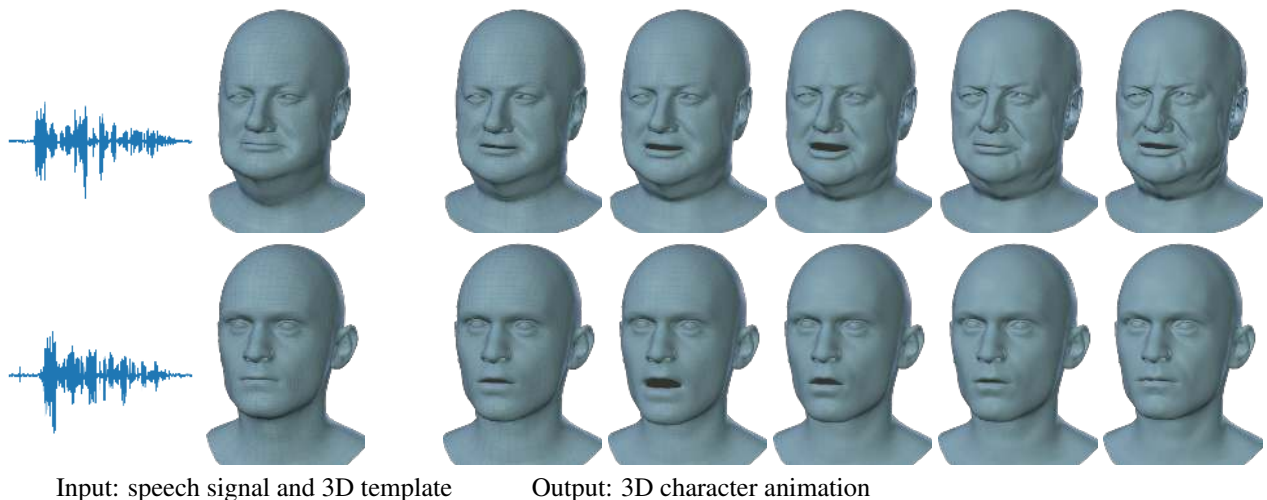 Input: speech signal and 3D template
Output: 3D character animation